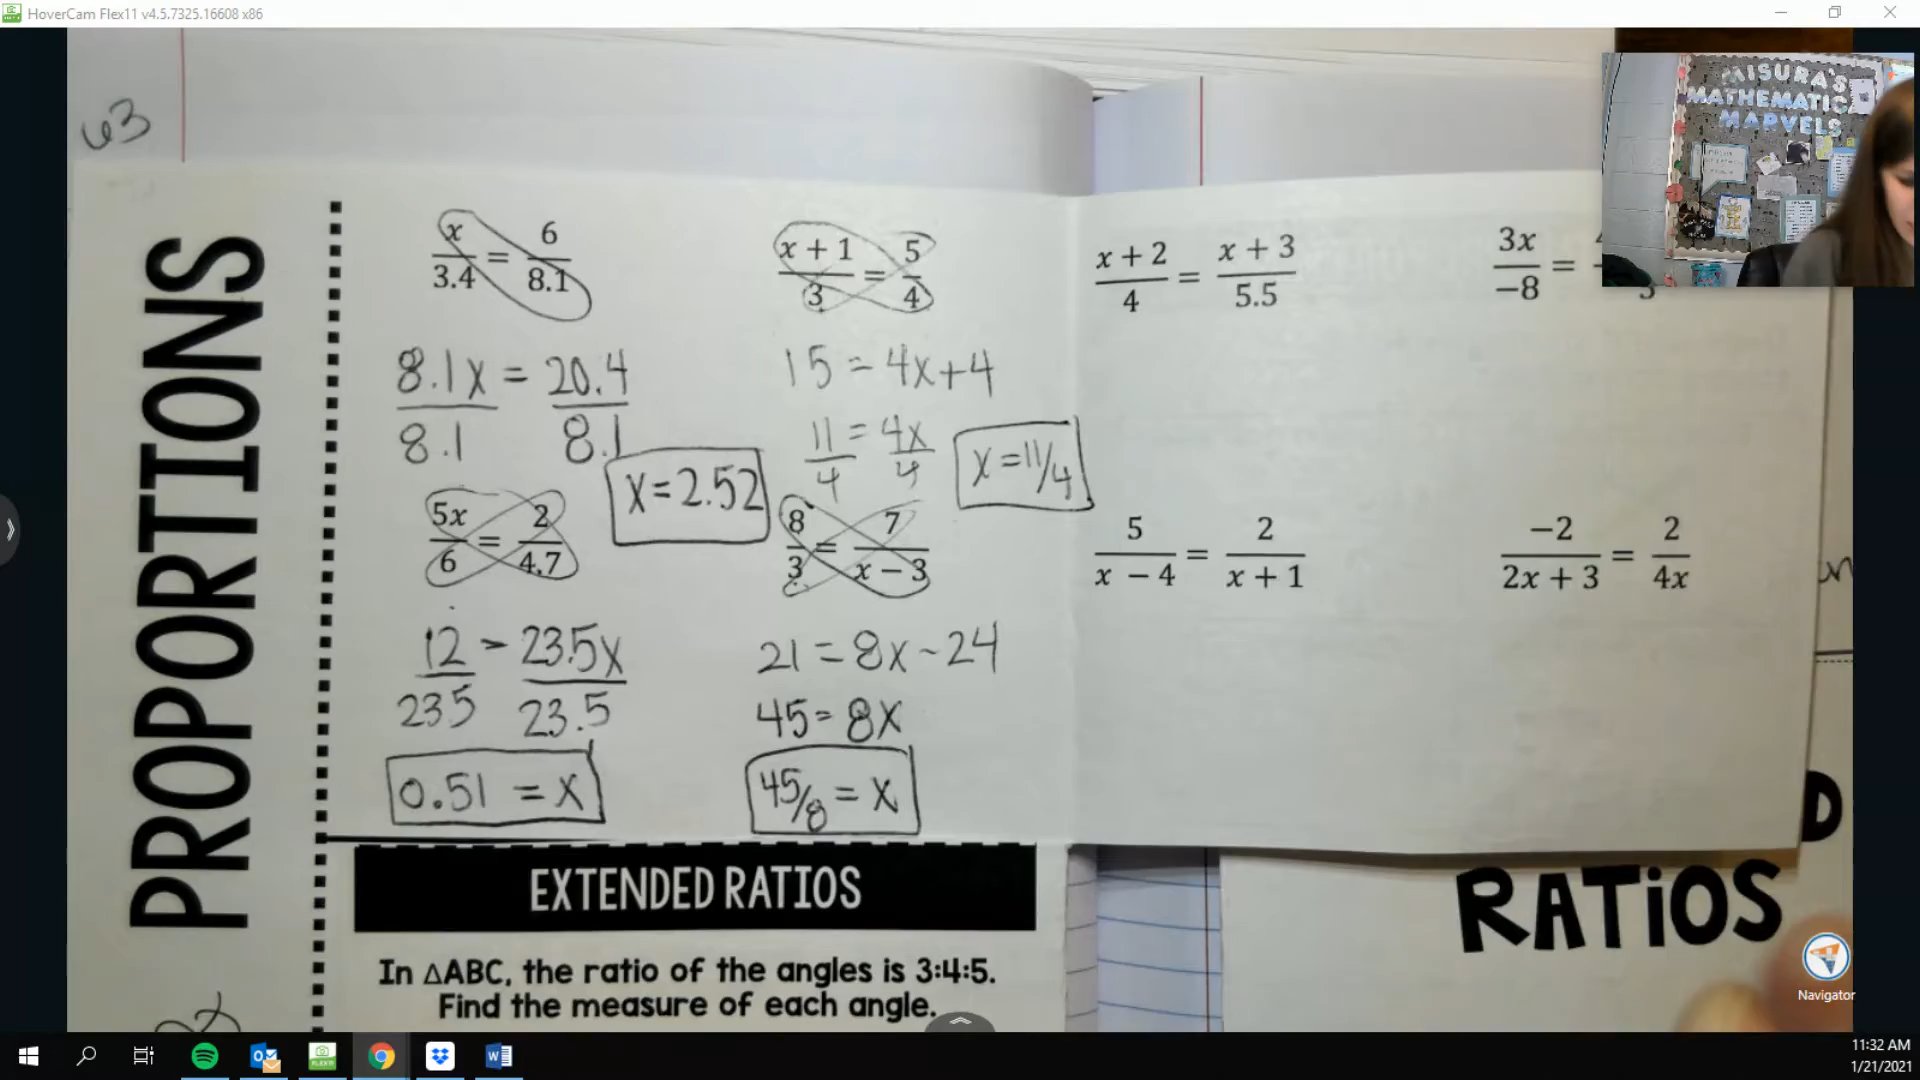 HoverCam Flex11 v4.5.7325.16608 x86
MISURA'S
MATHEMATIC
MARVELS
63
PROPORTIONS
x/3.4 = 6/8.1
8.1x = 20.4
8.1 8.1
x=2.52
(x + 1)/3 = 5/4
15 = 4x+4
11/4 = 4x/4
x = 11/4
5x/6 = 2/4.7
12 = 23.5x
23.5 23.5
0.51 = x
8/3 = 7/(x − 3)
21 = 8x - 24
45 = 8x
45/8 = x
(x + 2)/4 = (x + 3)/5.5
3x/−8 =
5/(x − 4) = 2/(x + 1)
−2/(2x + 3) = 2/4x
EXTENDED RATIOS
In △ABC, the ratio of the angles is 3:4:5.
Find the measure of each angle.
D
RATIOS
Navigator
FLEX11
11:32 AM
1/21/2021